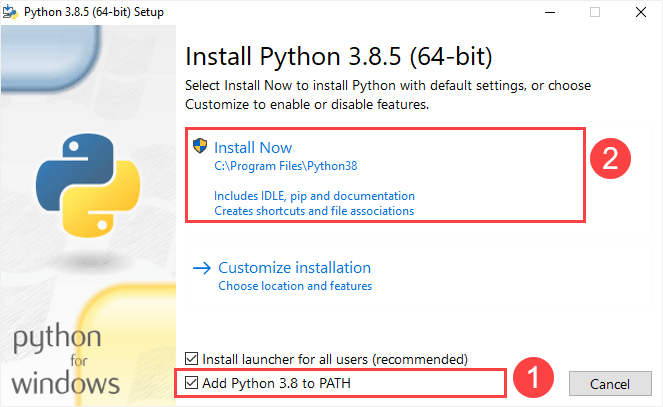 Python 3.8.5 (64-bit) Setup
Install Python 3.8.5 (64-bit)
Select Install Now to install Python with default settings, or choose
Customize to enable or disable features.
Install Now
C:\Program Files\Python38
Includes IDLE, pip and documentation
Creates shortcuts and file associations
2
Customize installation
Choose location and features
python
for
windows
Install launcher for all users (recommended)
Add Python 3.8 to PATH
1
Cancel